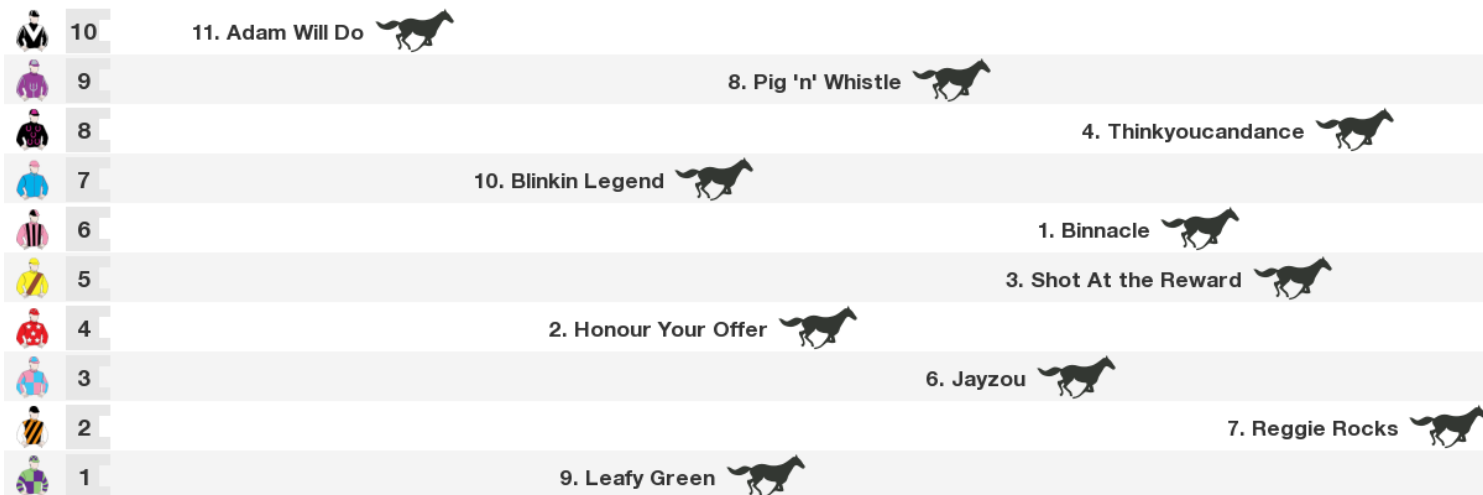 10 11. Adam Will Do
9 8. Pig 'n' Whistle
8 4. Thinkyoucandance
7 10. Blinkin Legend
6 1. Binnacle
5 3. Shot At the Reward
4 2. Honour Your Offer
3 6. Jayzou
2 7. Reggie Rocks
1 9. Leafy Green